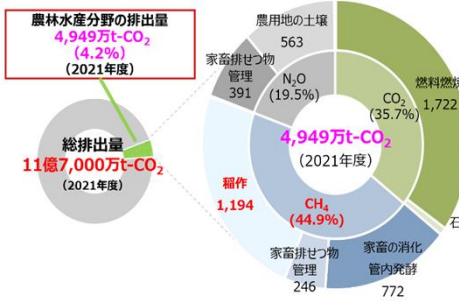 農林水産分野の排出量
4,949万t-CO₂
(4.2%)
(2021年度)
総排出量
11億7,000万t-CO₂
(2021年度)
農用地の土壌
563
家畜排せつ物
管理
391
N₂O
(19.5%)
CO₂
(35.7%)
燃料燃焼
1,722
4,949万t-CO₂
(2021年度)
稲作
1,194
CH₄
(44.9%)
石
家畜排せつ物
管理
246
家畜の消化
管内発酵
772